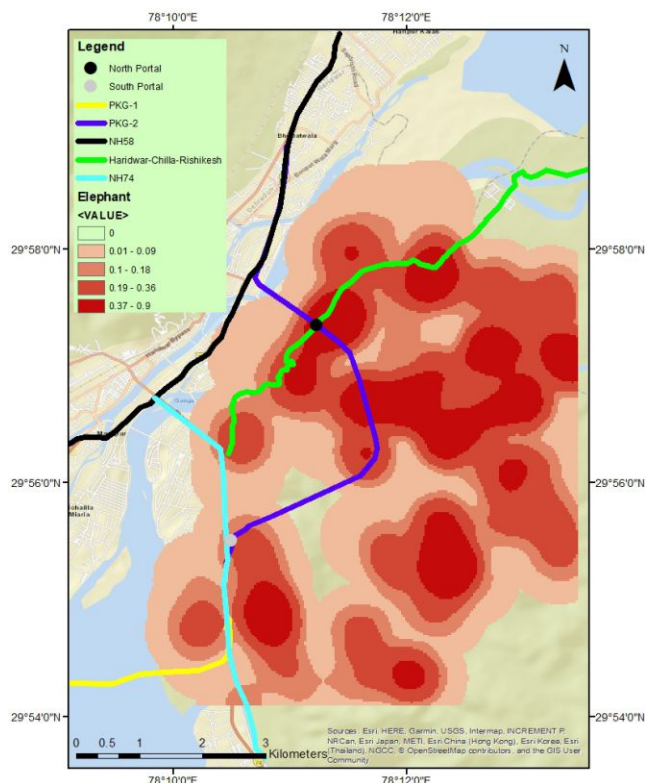 78°10'0"E
78°12'0"E
Legend
North Portal
South Portal
PKG-1
PKG-2
NH58
Haridwar-Chilla-Rishikesh
NH74
Elephant
<VALUE>
0
0.01 - 0.09
0.1 - 0.18
0.19 - 0.36
0.37 - 0.9
N
29°58'0"N
29°58'0"N
29°56'0"N
29°56'0"N
29°54'0"N
29°54'0"N
0 0.5 1 2 3
Kilometers
Sources: Esri, HERE, Garmin, USGS, Intermap, INCREMENT P,
NRCan, Esri Japan, METI, Esri China (Hong Kong), Esri Korea, Esri
(Thailand), NGCC, © OpenStreetMap contributors, and the GIS User
Community
78°10'0"E
78°12'0"E